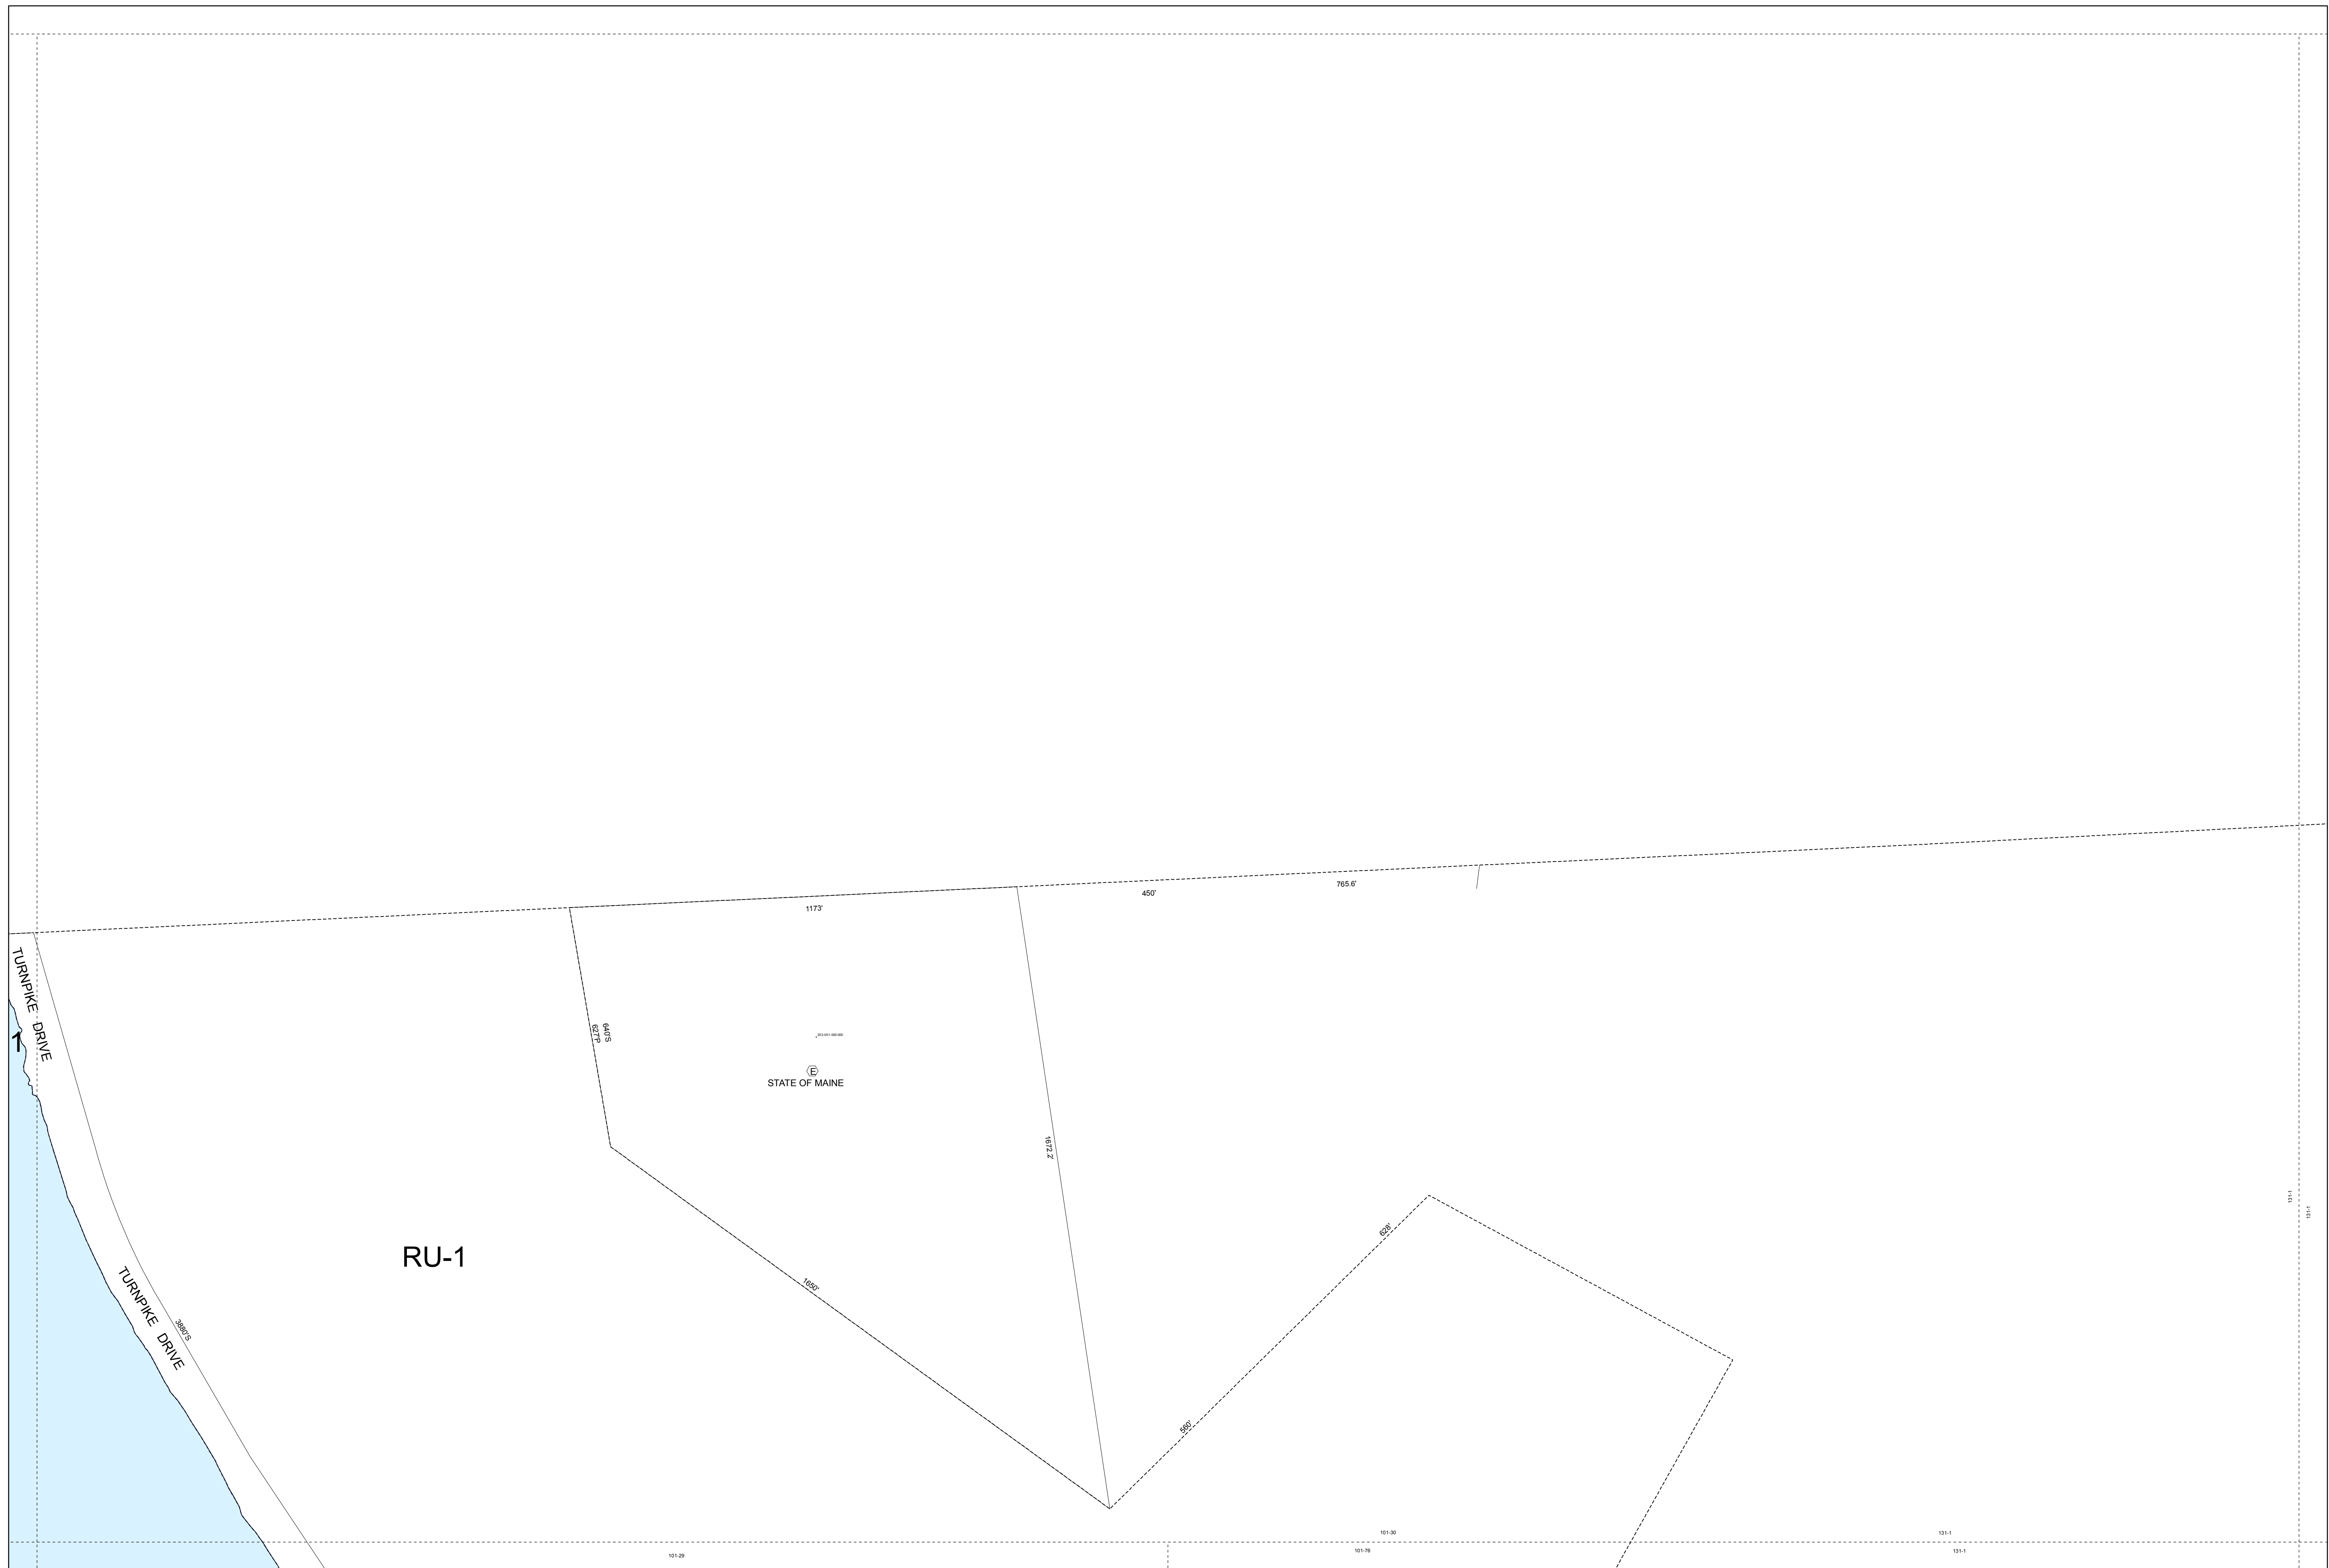 765.6'
450'
1173'
TURNPIKE DRIVE
1
640'S
627'P
E
STATE OF MAINE
1672.2'
131-1
131-1
628'
RU-1
1650'
TURNPIKE DRIVE
3880'S
560'
101-30
131-1
101-29
101-76
131-1